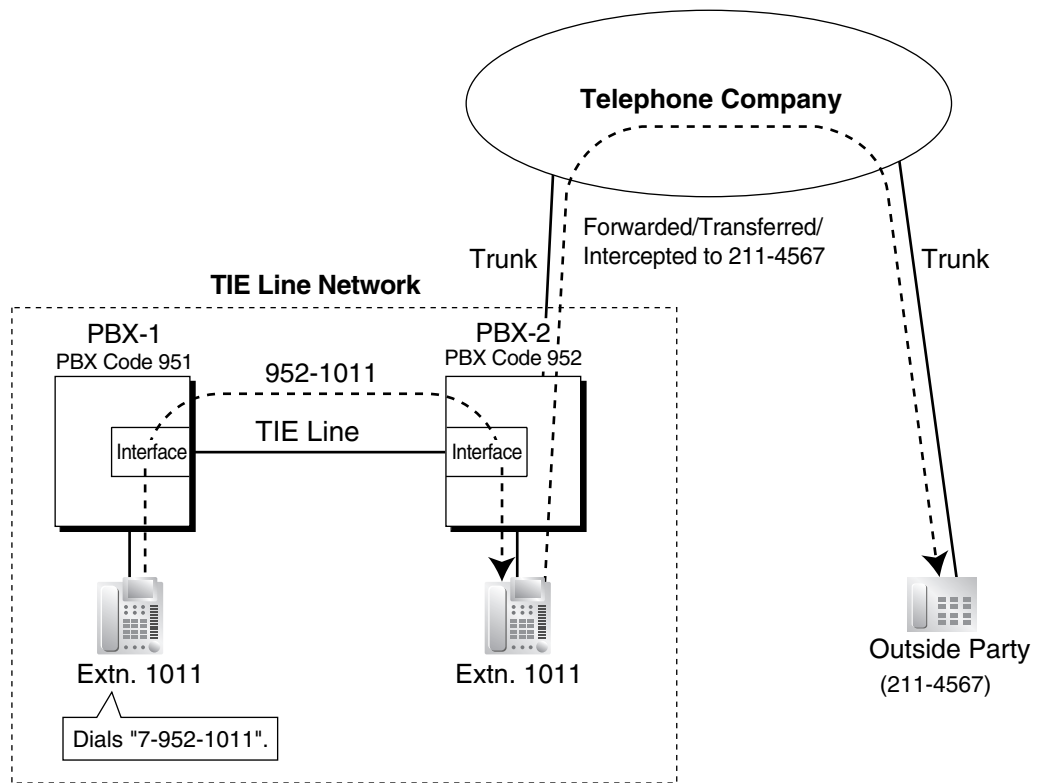 Telephone Company
Forwarded/Transferred/
Intercepted to 211-4567
Trunk
Trunk
TIE Line Network
PBX-1
PBX Code 951
PBX-2
PBX Code 952
952-1011
TIE Line
Interface
Interface
Extn. 1011
Extn. 1011
Outside Party
(211-4567)
Dials "7-952-1011".